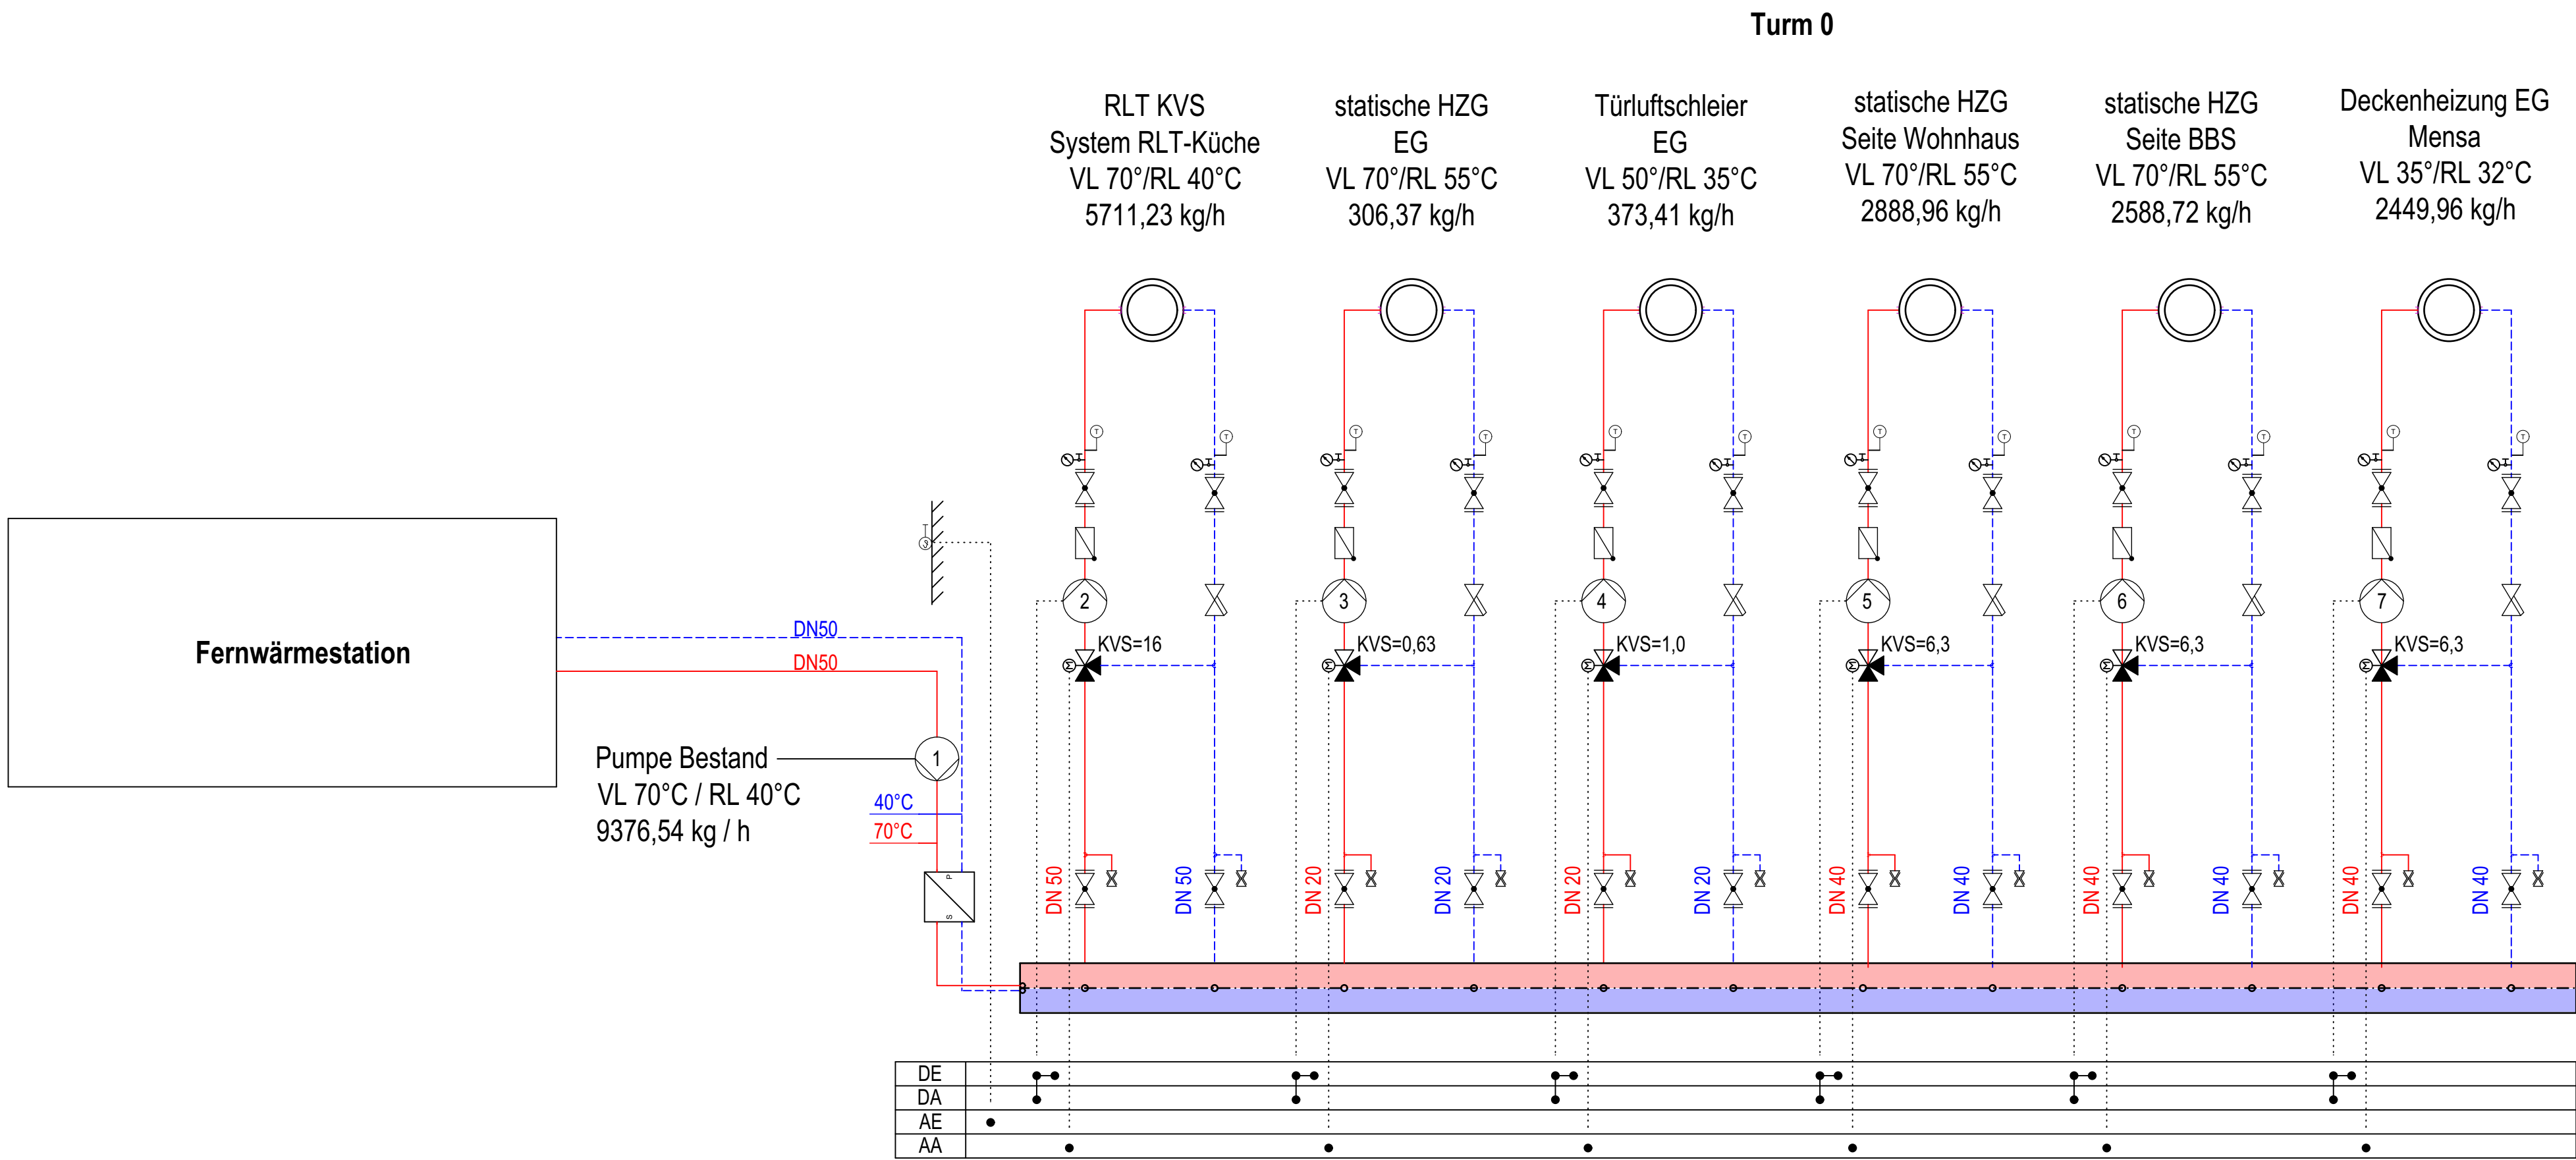 Turm 0
RLT KVS
System RLT-Küche
VL 70°/RL 40°C
5711,23 kg/h
statische HZG
EG
VL 70°/RL 55°C
306,37 kg/h
Türluftschleier
EG
VL 50°/RL 35°C
373,41 kg/h
statische HZG
Seite Wohnhaus
VL 70°/RL 55°C
2888,96 kg/h
statische HZG
Seite BBS
VL 70°/RL 55°C
2588,72 kg/h
Deckenheizung EG
Mensa
VL 35°/RL 32°C
2449,96 kg/h
T
T
T
T
T
T
T
T
T
T
T
T
T
2
3
4
5
6
7
KVS=16
KVS=0,63
KVS=1,0
KVS=6,3
KVS=6,3
KVS=6,3
Fernwärmestation
DN50
DN50
1
Pumpe Bestand
VL 70°C / RL 40°C
9376,54 kg / h
40°C
70°C
P
S
DN 50
DN 50
DN 20
DN 20
DN 20
DN 20
DN 40
DN 40
DN 40
DN 40
DN 40
DN 40
DE
DA
AE
AA